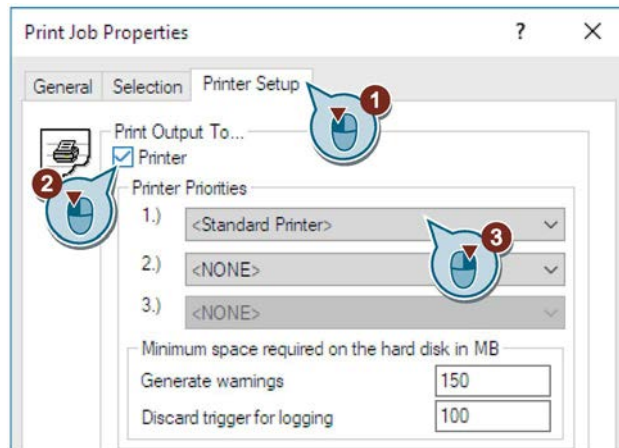 Print Job Properties ? X
General Selection Printer Setup
1
Print Output To...
Printer
2
Printer Priorities
1.) <Standard Printer>
3
2.) <NONE>
3.) <NONE>
Minimum space required on the hard disk in MB
Generate warnings 150
Discard trigger for logging 100